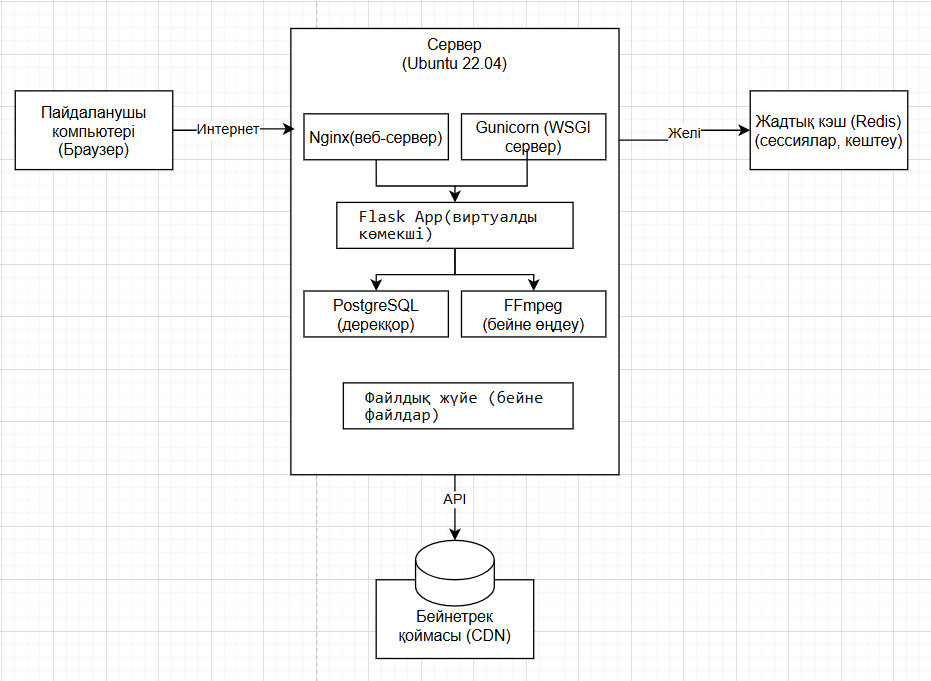 Сервер
(Ubuntu 22.04)
Пайдаланушы
компьютері
(Браузер)
Интернет
Nginx(веб-сервер)
Gunicorn (WSGI
сервер)
Желі
Жадтық кэш (Redis)
(сессиялар, кештеу)
Flask App(виртуалды
көмекші)
PostgreSQL
(дерекқор)
FFmpeg
(бейне өңдеу)
Файлдық жүйе (бейне
файлдар)
API
Бейнетрек
қоймасы (CDN)